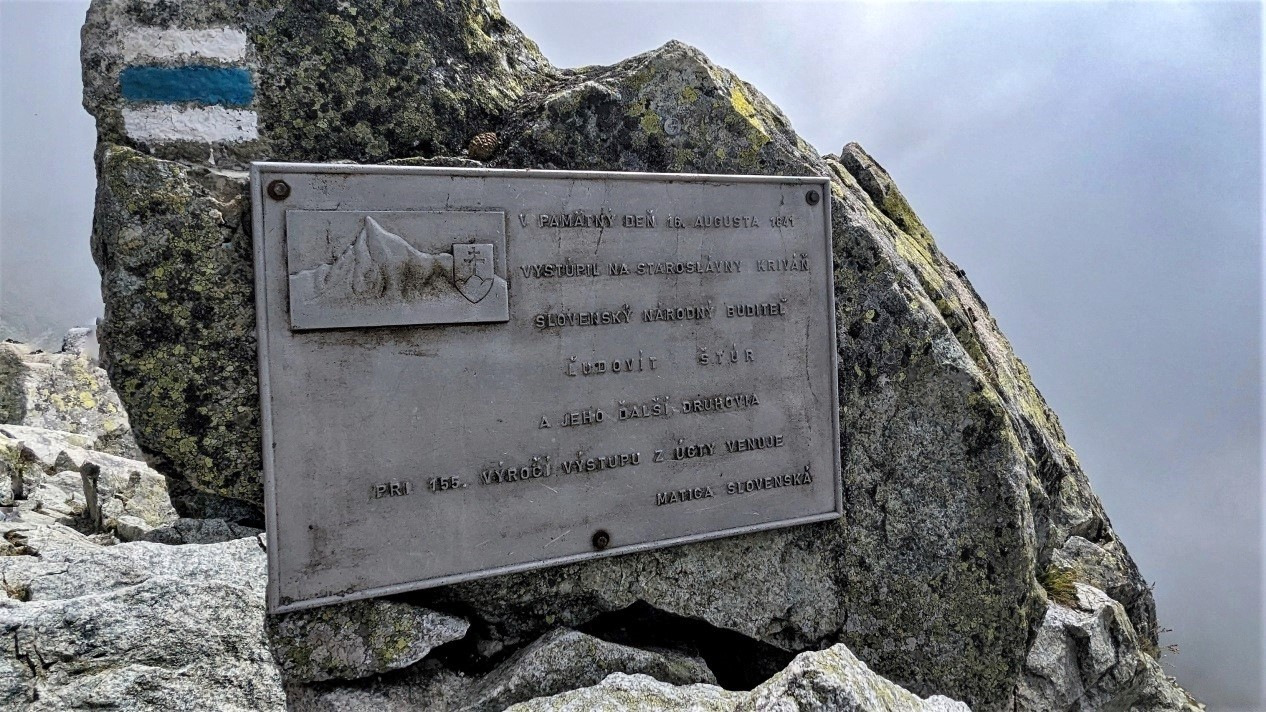 V PAMÄTNÝ DEŇ 16. AUGUSTA 1841
VYSTÚPIL NA STAROSLÁVNY KRIVÁŇ
SLOVENSKÝ NÁRODNÝ BUDITEĽ
ĽUDOVÍT ŠTÚR
A JEHO ĎALŠÍ DRUHOVIA
PRI 155. VÝROČÍ VÝSTUPU Z ÚCTY VENUJE
MATICA SLOVENSKÁ